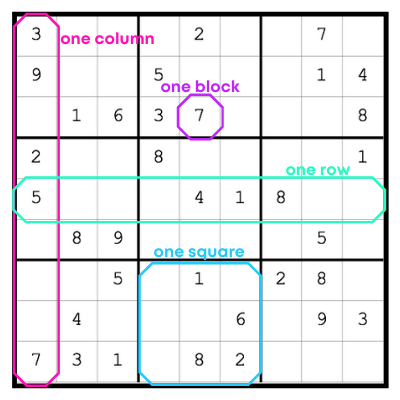 3 2 7
one column
9 5 1 4
one block
1 6 3 7 8
2 8 1
one row
5 4 1 8
8 9 5
one square
5 1 2 8
4 6 9 3
7 3 1 8 2